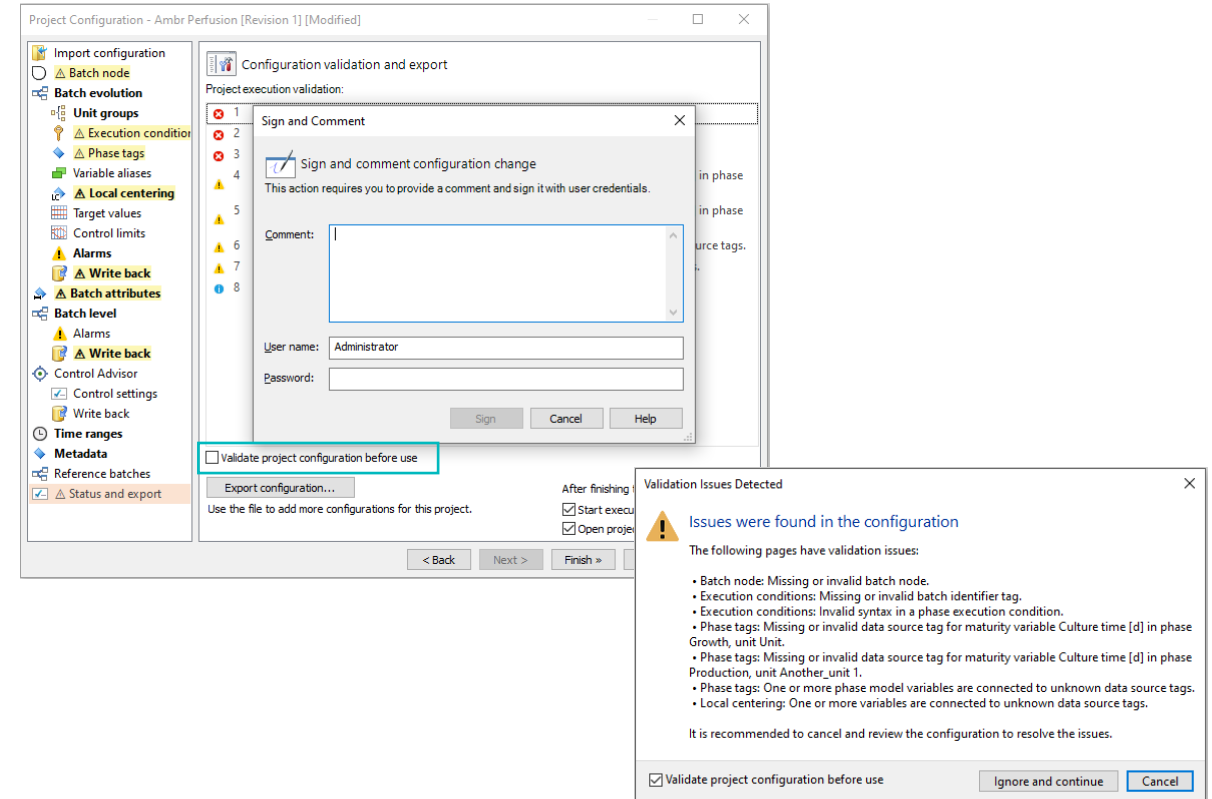 Project Configuration - Ambr Perfusion [Revision 1] [Modified]
Import configuration
Batch node
Batch evolution
Unit groups
Execution condition
Phase tags
Variable aliases
Local centering
Target values
Control limits
Alarms
Write back
Batch attributes
Batch level
Alarms
Write back
Control Advisor
Control settings
Write back
Time ranges
Metadata
Reference batches
Status and export
Configuration validation and export
Project execution validation:
1
2
3
4 in phase
5 in phase
6 urce tags.
7 s.
8
Sign and Comment
Sign and comment configuration change
This action requires you to provide a comment and sign it with user credentials.
Comment:
User name: Administrator
Password:
Sign Cancel Help
Validate project configuration before use
Export configuration...
Use the file to add more configurations for this project.
After finishing
Start execu
Open proje
< Back Next > Finish »
Validation Issues Detected
Issues were found in the configuration
The following pages have validation issues:
• Batch node: Missing or invalid batch node.
• Execution conditions: Missing or invalid batch identifier tag.
• Execution conditions: Invalid syntax in a phase execution condition.
• Phase tags: Missing or invalid data source tag for maturity variable Culture time [d] in phase
Growth, unit Unit.
• Phase tags: Missing or invalid data source tag for maturity variable Culture time [d] in phase
Production, unit Another_unit 1.
• Phase tags: One or more phase model variables are connected to unknown data source tags.
• Local centering: One or more variables are connected to unknown data source tags.
It is recommended to cancel and review the configuration to resolve the issues.
Validate project configuration before use
Ignore and continue Cancel